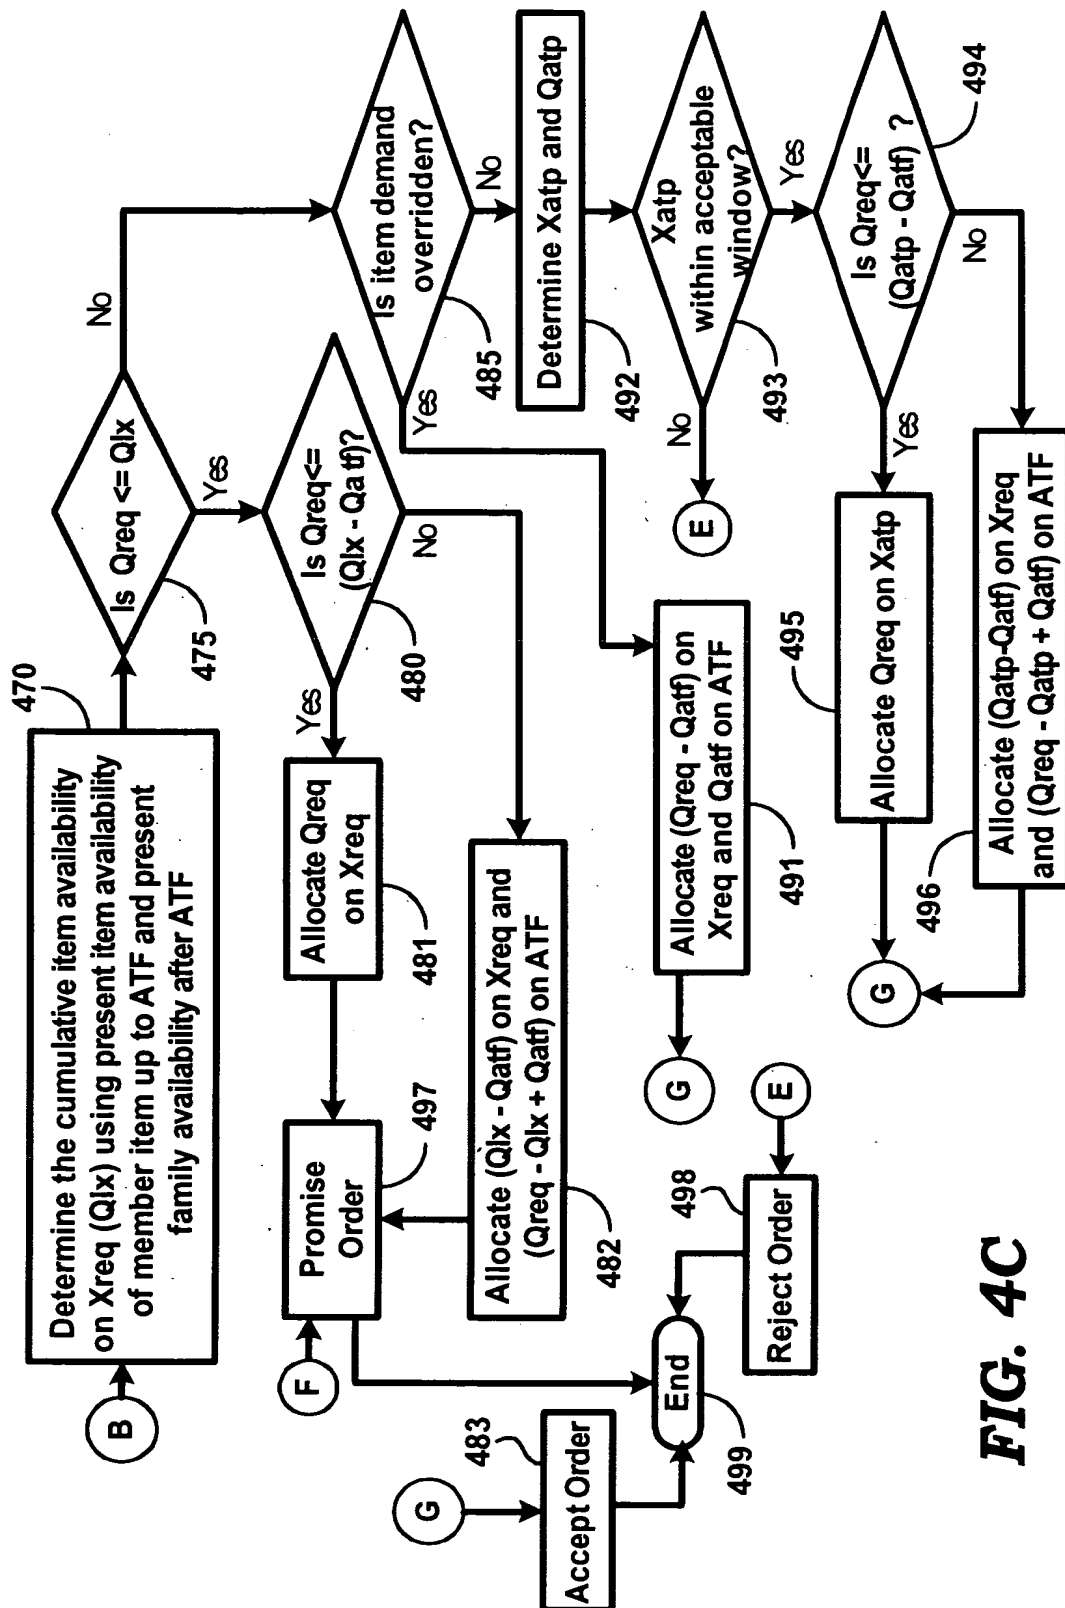 B
Determine the cumulative item availability
on Xreq (Qlx) using present item availability
of member item up to ATF and present
family availability after ATF
470
Is Qreq <= Qlx
475
No
Yes
Is Qreq<=
(Qlx - Qatf)?
480
Yes
No
Allocate Qreq
on Xreq
481
Allocate (Qlx - Qatf) on Xreq and
(Qreq - Qlx + Qatf) on ATF
482
F
Promise
Order
497
Is item demand
overridden?
485
Yes
No
Allocate (Qreq - Qatf) on
Xreq and Qatf on ATF
491
G
Determine Xatp and Qatp
492
Xatp
within acceptable
window?
493
No
Yes
E
Is Qreq<=
(Qatp - Qatf) ?
494
Yes
No
Allocate Qreq on Xatp
495
Allocate (Qatp-Qatf) on Xreq
and (Qreq - Qatp + Qatf) on ATF
496
G
G
Accept Order
483
End
499
E
Reject Order
498
FIG. 4C